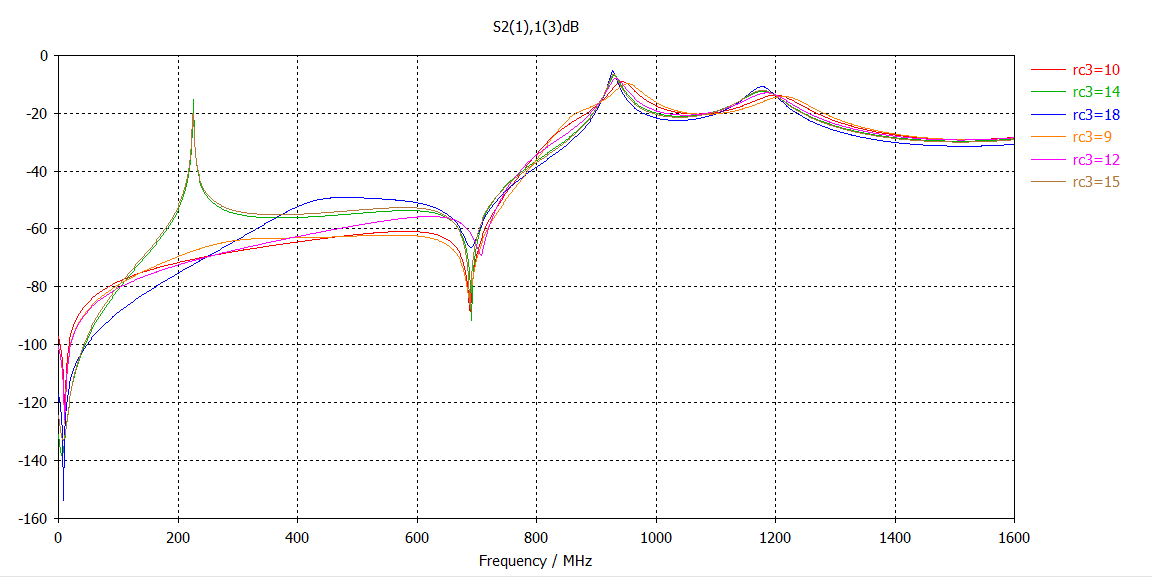 S2(1),1(3)dB
0
-20
-40
-60
-80
-100
-120
-140
-160
0 200 400 600 800 1000 1200 1400 1600
Frequency / MHz
rc3=10
rc3=14
rc3=18
rc3=9
rc3=12
rc3=15